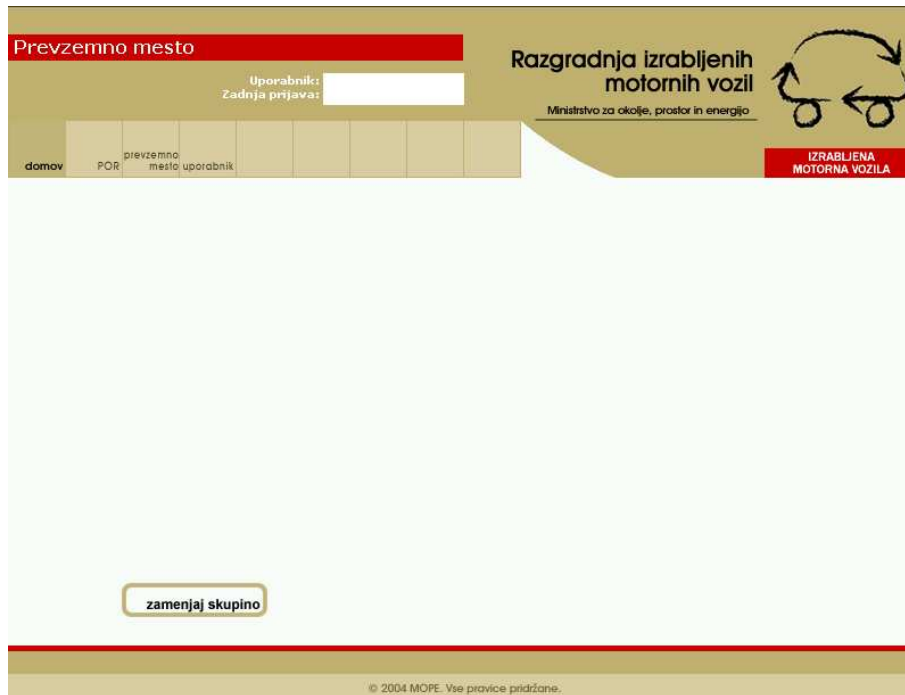 Prevzemno mesto
Uporabnik:
Zadnja prijava:
Razgradnja izrabljenih
motornih vozil
Ministrstvo za okolje, prostor in energijo
domov
POR
prevzemno
mesto
uporabnik
IZRABLJENA
MOTORNA VOZILA
zamenjaj skupino
© 2004 MOPE. Vse pravice pridržane.